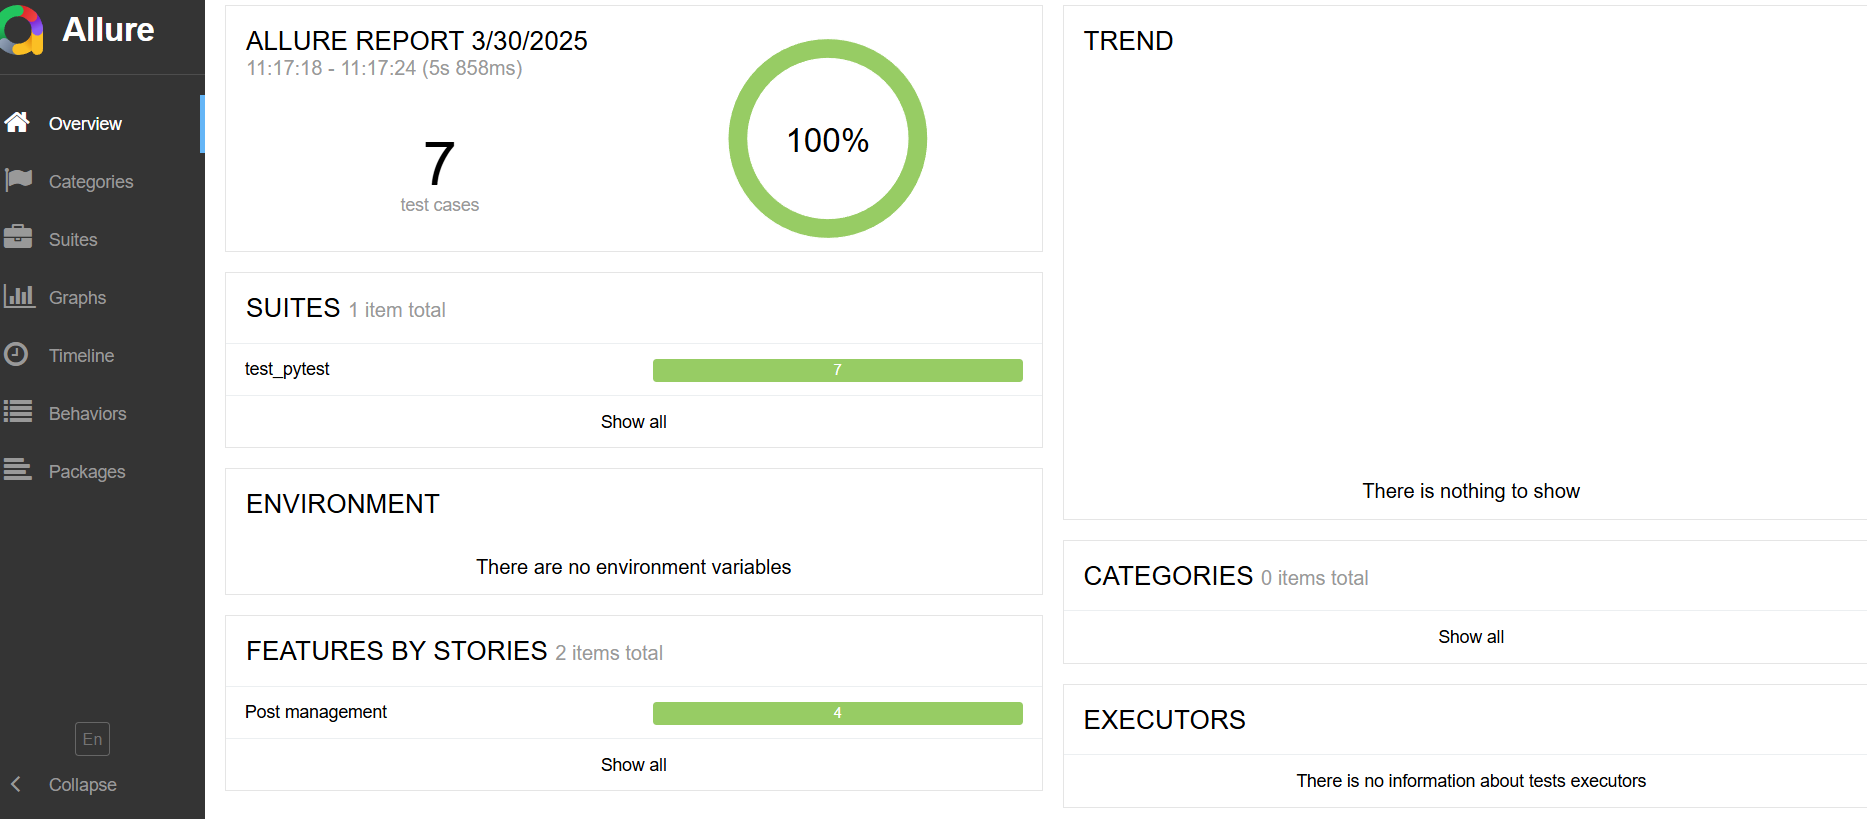 Allure
Overview
Categories
Suites
Graphs
Timeline
Behaviors
Packages
En
Collapse
ALLURE REPORT 3/30/2025
11:17:18 - 11:17:24 (5s 858ms)
7
test cases
100%
SUITES 1 item total
test_pytest 7
Show all
ENVIRONMENT
There are no environment variables
FEATURES BY STORIES 2 items total
Post management 4
Show all
TREND
There is nothing to show
CATEGORIES 0 items total
Show all
EXECUTORS
There is no information about tests executors